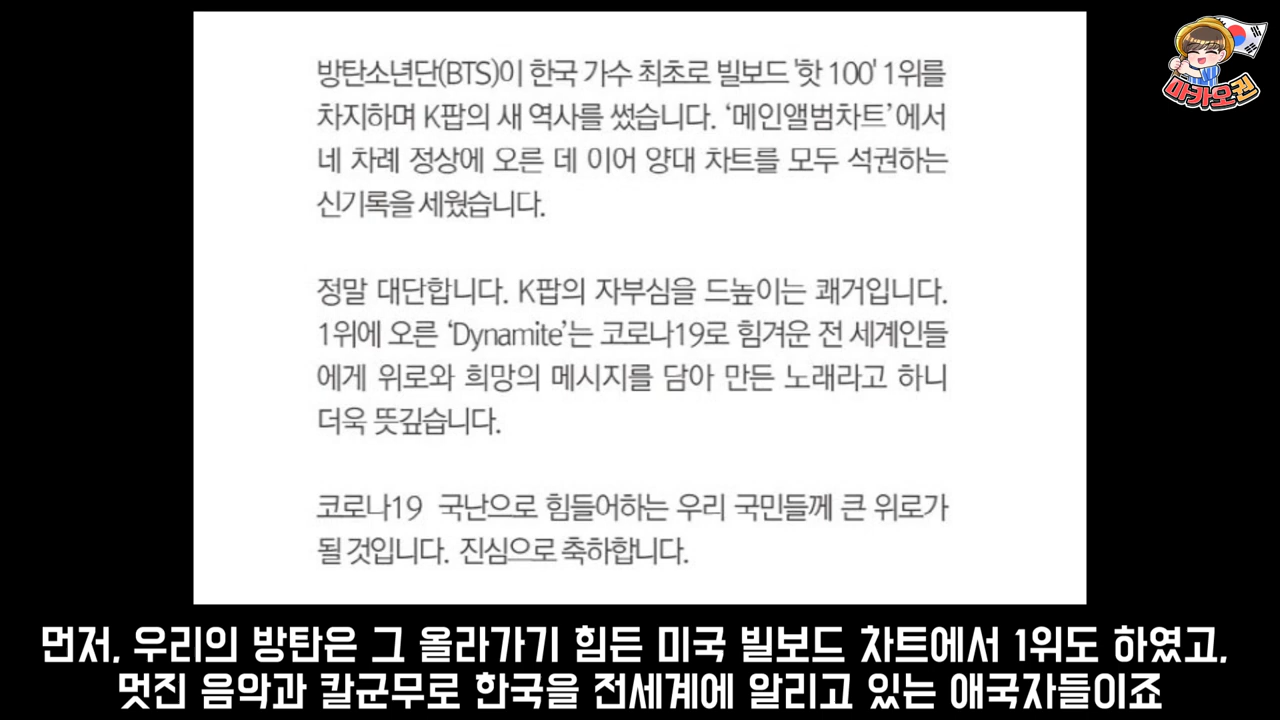 방탄소년단(BTS)이 한국 가수 최초로 빌보드 '핫 100' 1위를
차지하며 K팝의 새 역사를 썼습니다. ‘메인앨범차트’에서
네 차례 정상에 오른 데 이어 양대 차트를 모두 석권하는
신기록을 세웠습니다.
정말 대단합니다. K팝의 자부심을 드높이는 쾌거입니다.
1위에 오른 ‘Dynamite’는 코로나19로 힘겨운 전 세계인들
에게 위로와 희망의 메시지를 담아 만든 노래라고 하니
더욱 뜻깊습니다.
코로나19 국난으로 힘들어하는 우리 국민들께 큰 위로가
될 것입니다. 진심으로 축하합니다.
마카오권
먼저, 우리의 방탄은 그 올라가기 힘든 미국 빌보드 차트에서 1위도 하였고,
멋진 음악과 칼군무로 한국을 전세계에 알리고 있는 애국자들이죠